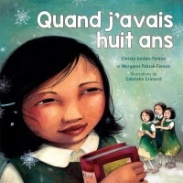 Quand j'avais
huit ans
Christy Jordan-Fenton
et Margaret Pokiak-Fenton
Illustrations de
Gabrielle Grimard